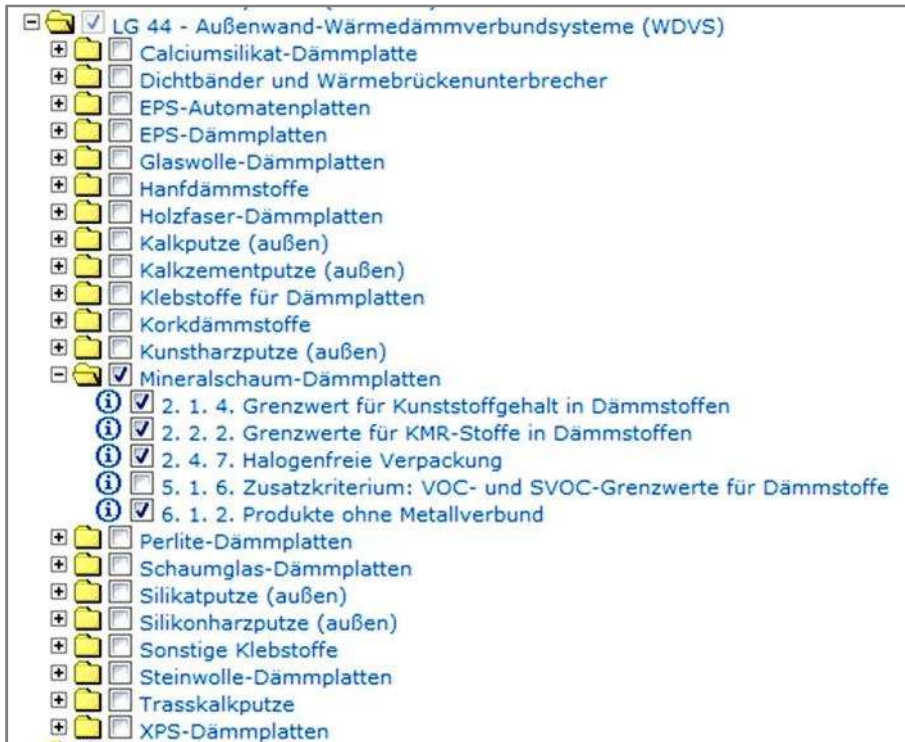 LG 44 - Außenwand-Wärmedämmverbundsysteme (WDVS)
Calciumsilikat-Dämmplatte
Dichtbänder und Wärmebrückenunterbrecher
EPS-Automatenplatten
EPS-Dämmplatten
Glaswolle-Dämmplatten
Hanfdämmstoffe
Holzfaser-Dämmplatten
Kalkputze (außen)
Kalkzementputze (außen)
Klebstoffe für Dämmplatten
Korkdämmstoffe
Kunstharzputze (außen)
Mineralschaum-Dämmplatten
2. 1. 4. Grenzwert für Kunststoffgehalt in Dämmstoffen
2. 2. 2. Grenzwerte für KMR-Stoffe in Dämmstoffen
2. 4. 7. Halogenfreie Verpackung
5. 1. 6. Zusatzkriterium: VOC- und SVOC-Grenzwerte für Dämmstoffe
6. 1. 2. Produkte ohne Metallverbund
Perlite-Dämmplatten
Schaumglas-Dämmplatten
Silikatputze (außen)
Silikonharzputze (außen)
Sonstige Klebstoffe
Steinwolle-Dämmplatten
Trasskalkputze
XPS-Dämmplatten